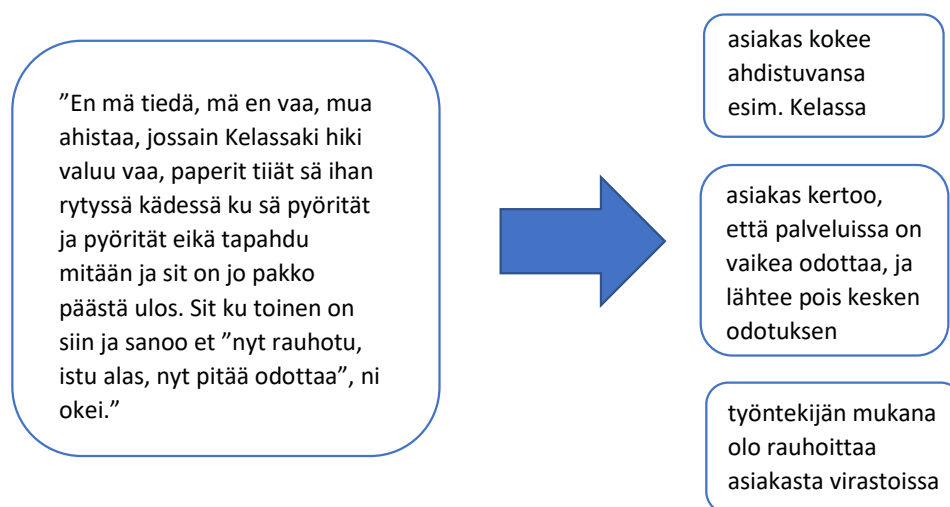 ”En mä tiedä, mä en vaa, mua
ahistaa, jossain Kelassaki hiki
valuu vaa, paperit tiiät sä ihan
rytyssä kädessä ku sä pyörität
ja pyörität eikä tapahdu
mitään ja sit on jo pakko
päästä ulos. Sit ku toinen on
siin ja sanoo et ”nyt rauhotu,
istu alas, nyt pitää odottaa”, ni
okei.”
asiakas kokee
ahdistuvansa
esim. Kelassa
asiakas kertoo,
että palveluissa on
vaikea odottaa, ja
lähtee pois kesken
odotuksen
työntekijän mukana
olo rauhoittaa
asiakasta virastoissa